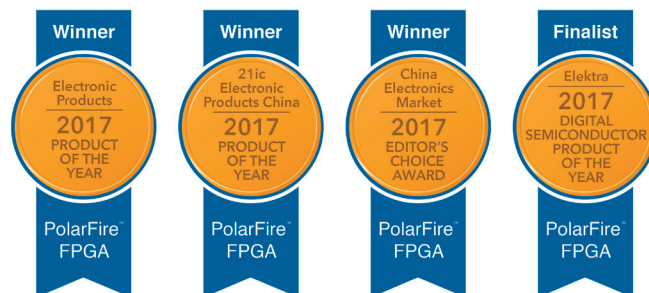 Winner
Electronic
Products
2017
PRODUCT
OF THE
YEAR
PolarFire™
FPGA
Winner
21ic
Electronic
Products China
2017
PRODUCT
OF THE
YEAR
PolarFire™
FPGA
Winner
China
Electronics
Market
2017
EDITOR'S
CHOICE
AWARD
PolarFire™
FPGA
Finalist
Elektra
2017
DIGITAL
SEMICONDUCTOR
PRODUCT
OF THE
YEAR
PolarFire™
FPGA